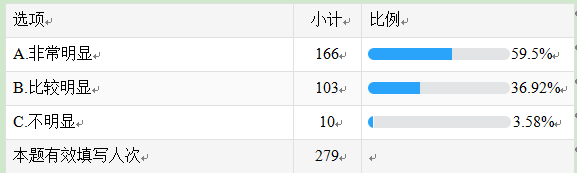 选项 小计 比例
A.非常明显 166 59.5%
B.比较明显 103 36.92%
C.不明显 10 3.58%
本题有效填写人次 279